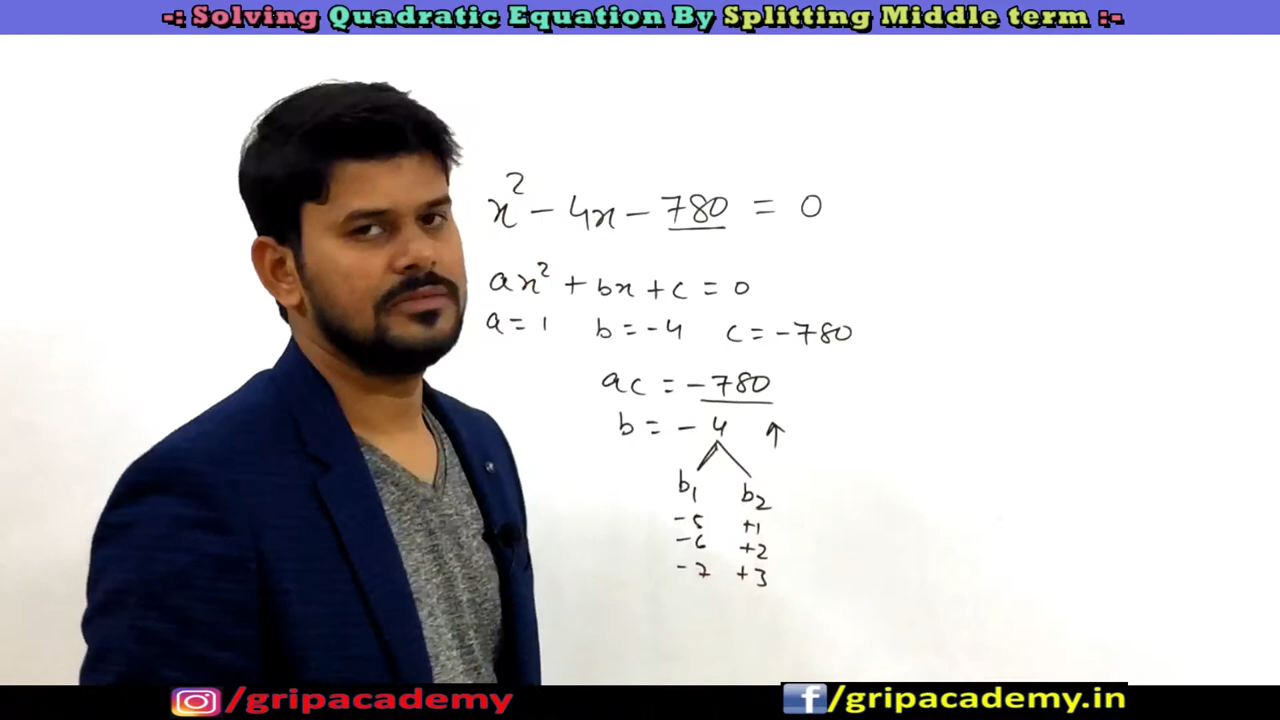 -: Solving Quadratic Equation By Splitting Middle term :-
x² - 4x - 780 = 0
ax² + bx + c = 0
a = 1 b = -4 c = -780
ac = -780
b = -4 ↑
b₁ b₂
-5 +1
-6 +2
-7 +3
/gripacademy f/gripacademy.in